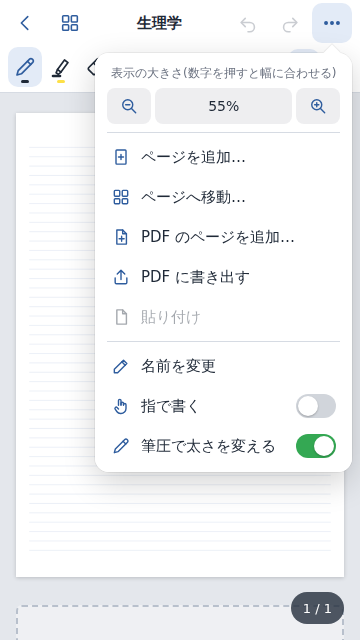 生理学
表示の大きさ(数字を押すと幅に合わせる)
55%
ページを追加…
ページへ移動…
PDF のページを追加…
PDF に書き出す
貼り付け
名前を変更
指で書く
筆圧で太さを変える
1 / 1